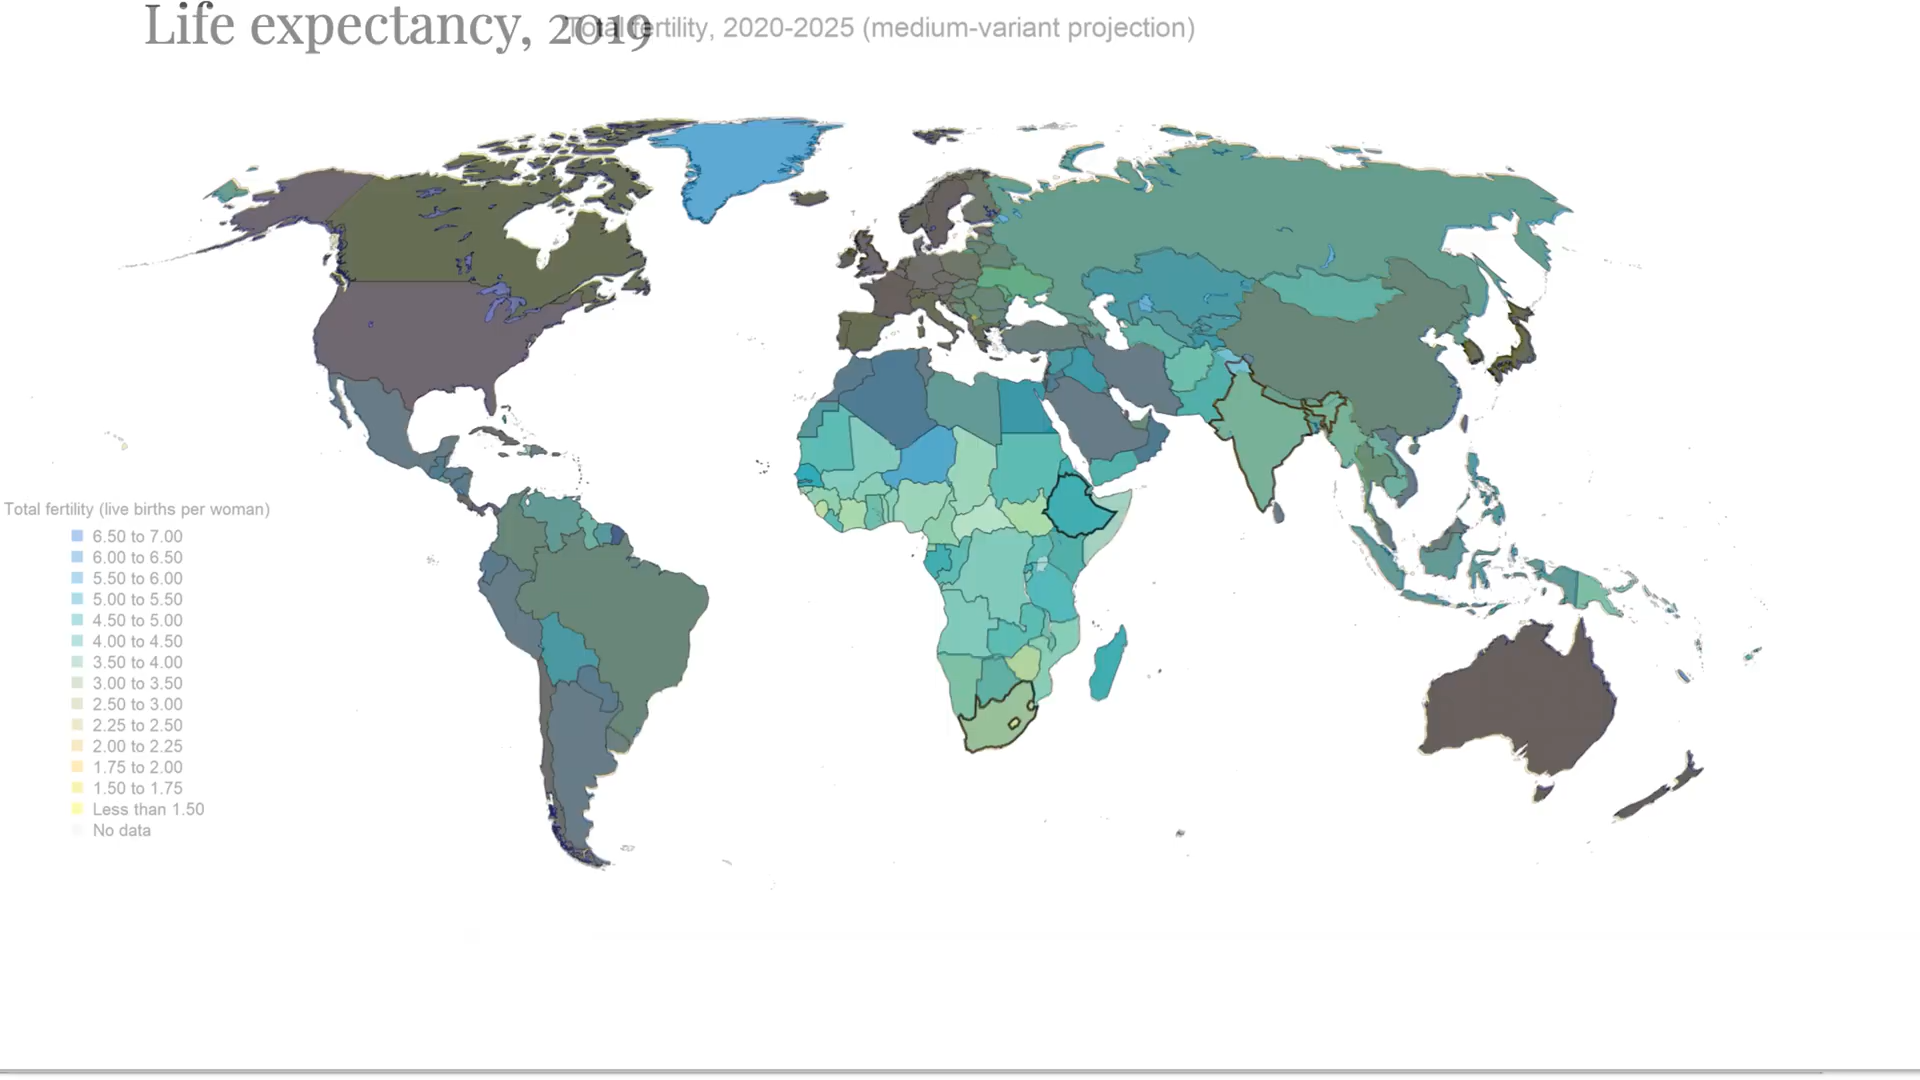 Life expectancy, 2019
Total fertility, 2020-2025 (medium-variant projection)
Total fertility (live births per woman)
6.50 to 7.00
6.00 to 6.50
5.50 to 6.00
5.00 to 5.50
4.50 to 5.00
4.00 to 4.50
3.50 to 4.00
3.00 to 3.50
2.50 to 3.00
2.25 to 2.50
2.00 to 2.25
1.75 to 2.00
1.50 to 1.75
Less than 1.50
No data